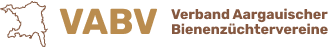 VABV
Verband Aargauischer
Bienenzüchtervereine